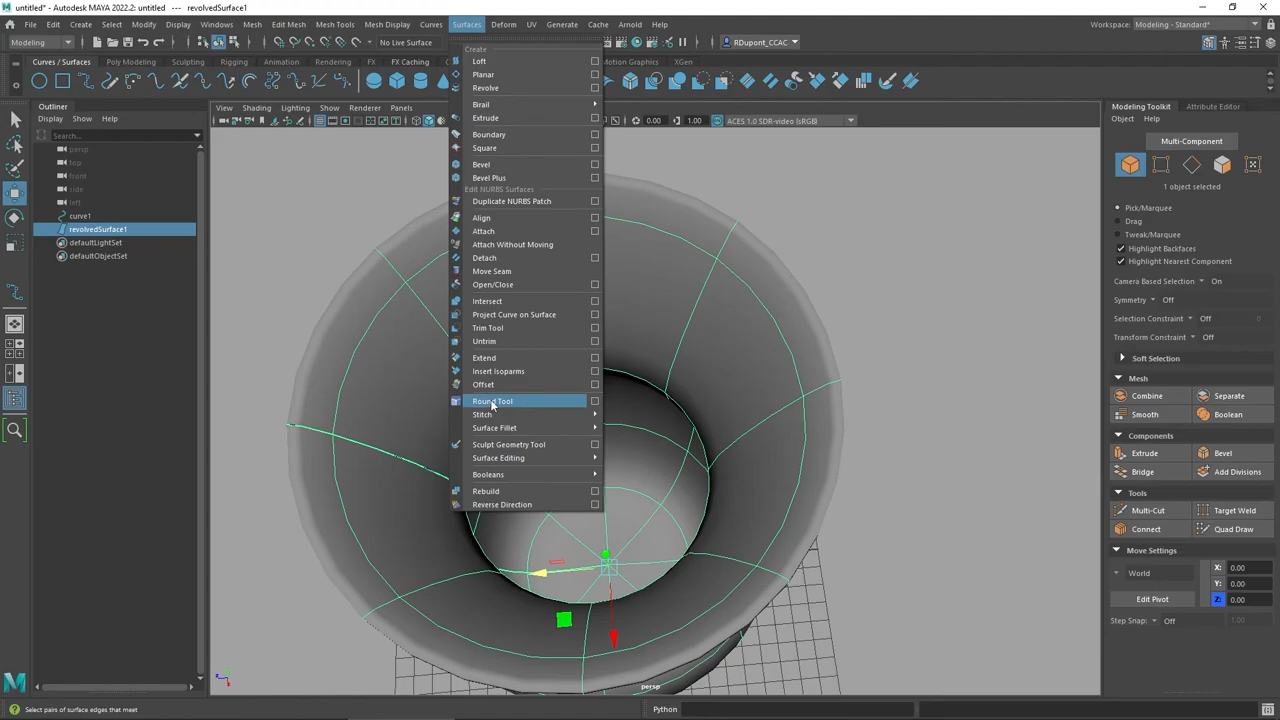 untitled* - Autodesk MAYA 2022.2: untitled --- revolvedSurface1
File Edit Create Select Modify Display Windows Mesh Edit Mesh Mesh Tools Mesh Display Curves Surfaces Deform UV Generate Cache Arnold Help
Workspace: Modeling - Standard*
Modeling
No Live Surface
RDupont_CCAC
Curves / Surfaces Poly Modeling Sculpting Rigging Animation Rendering FX FX Caching
Motion Graphics XGen
Outliner
Display Show Help
Search...
persp
top
front
side
left
curve1
revolvedSurface1
defaultLightSet
defaultObjectSet
View Shading Lighting Show Renderer Panels
0.00 1.00 ACES 1.0 SDR-video (sRGB)
Create
Loft
Planar
Revolve
Birail
Extrude
Boundary
Square
Bevel
Bevel Plus
Edit NURBS Surfaces
Duplicate NURBS Patch
Align
Attach
Attach Without Moving
Detach
Move Seam
Open/Close
Intersect
Project Curve on Surface
Trim Tool
Untrim
Extend
Insert Isoparms
Offset
Round Tool
Stitch
Surface Fillet
Sculpt Geometry Tool
Surface Editing
Booleans
Rebuild
Reverse Direction
persp
Modeling Toolkit Attribute Editor
Object Help
Multi-Component
1 object selected
Pick/Marquee
Drag
Tweak/Marquee
Highlight Backfaces
Highlight Nearest Component
Camera Based Selection On
Symmetry Off
Selection Constraint Off 0
Transform Constraint Off
Soft Selection
Mesh
Combine Separate
Smooth Boolean
Components
Extrude Bevel
Bridge Add Divisions
Tools
Multi-Cut Target Weld
Connect Quad Draw
Move Settings
World X: 0.00
Y: 0.00
Edit Pivot Z: 0.00
Step Snap: Off 1.00
Select pairs of surface edges that meet
Python